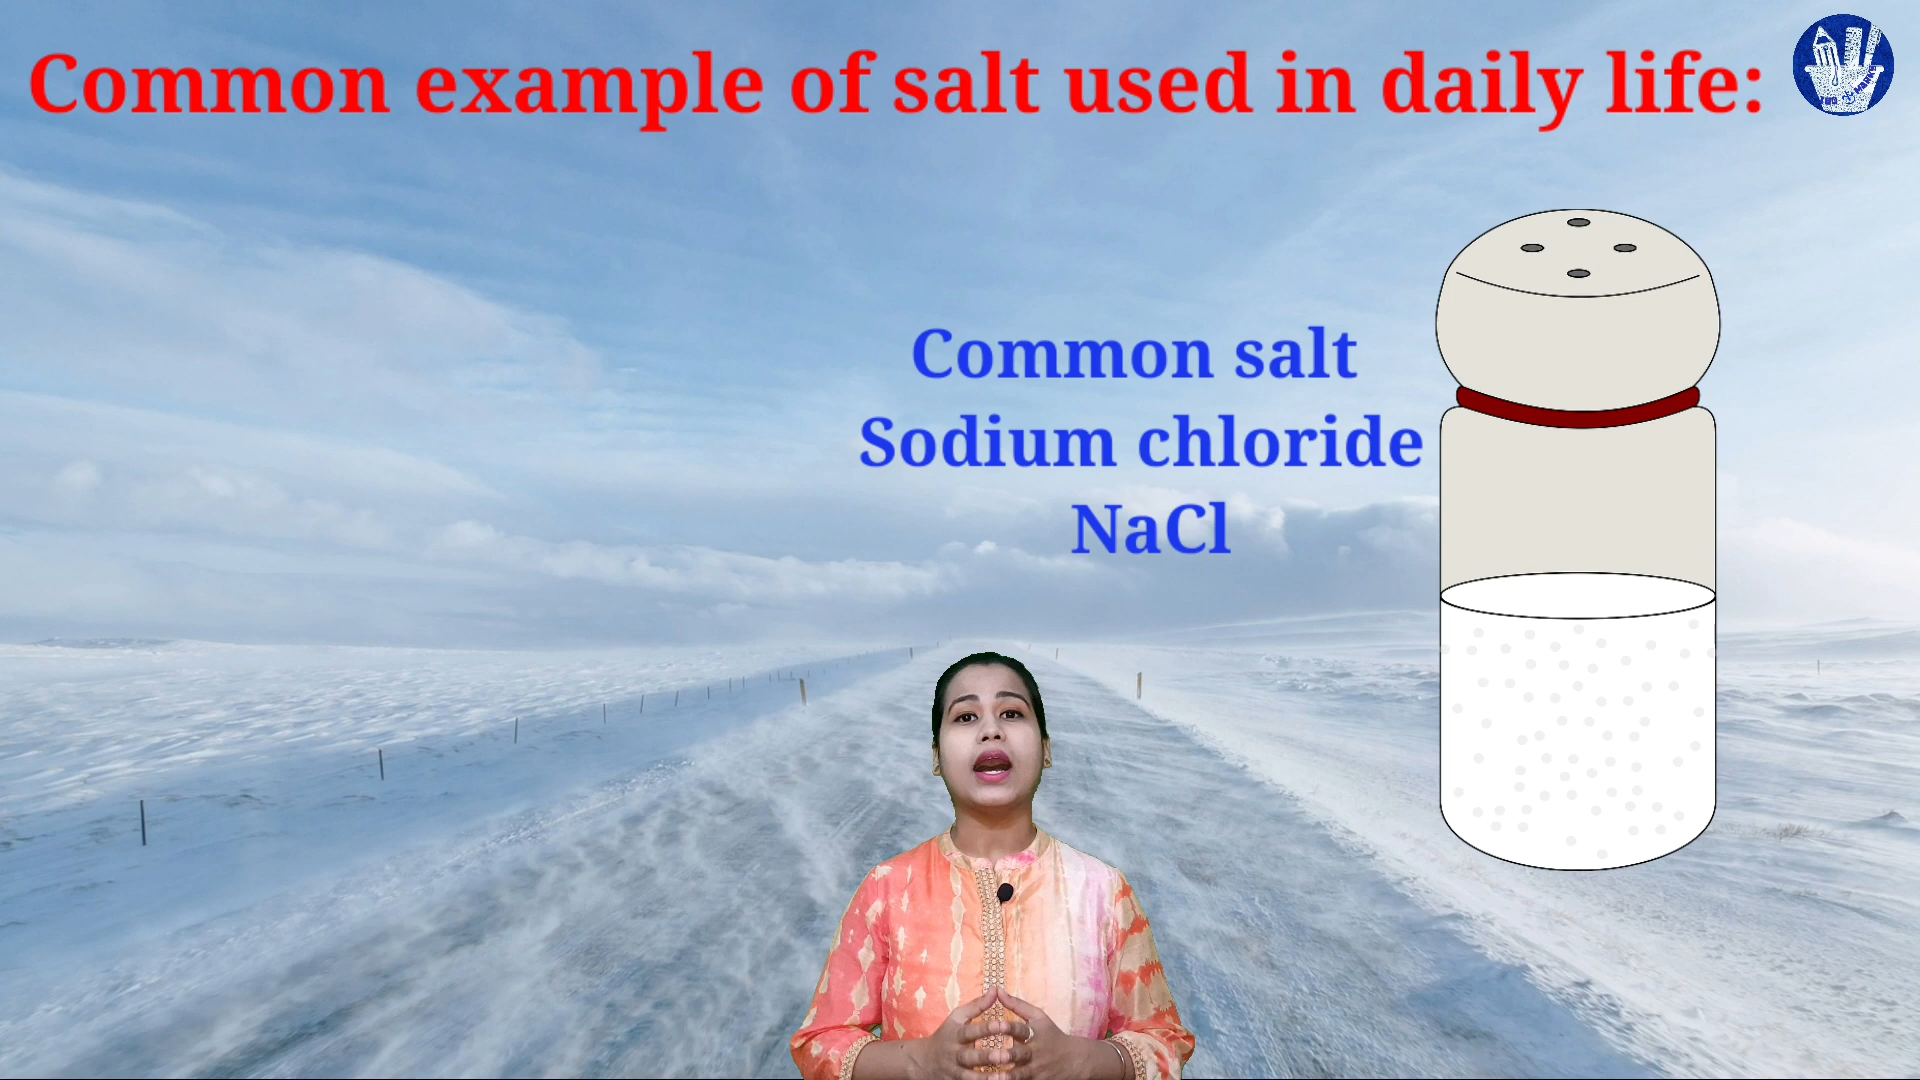 Common example of salt used in daily life:
Common salt
Sodium chloride
NaCl